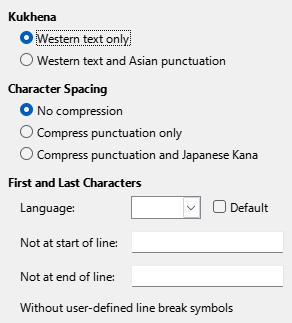 Kukhena
Western text only
Western text and Asian punctuation
Character Spacing
No compression
Compress punctuation only
Compress punctuation and Japanese Kana
First and Last Characters
Language:
Default
Not at start of line:
Not at end of line:
Without user-defined line break symbols